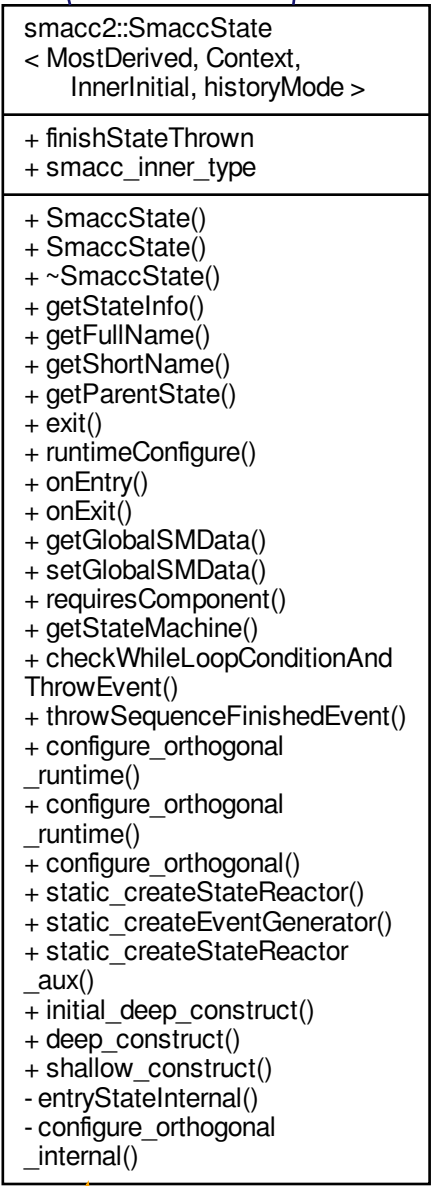 smacc2::SmaccState
< MostDerived, Context,
InnerInitial, historyMode >
+ finishStateThrown
+ smacc_inner_type
+ SmaccState()
+ SmaccState()
+ ~SmaccState()
+ getStateInfo()
+ getFullName()
+ getShortName()
+ getParentState()
+ exit()
+ runtimeConfigure()
+ onEntry()
+ onExit()
+ getGlobalSMData()
+ setGlobalSMData()
+ requiresComponent()
+ getStateMachine()
+ checkWhileLoopConditionAnd
ThrowEvent()
+ throwSequenceFinishedEvent()
+ configure_orthogonal
_runtime()
+ configure_orthogonal
_runtime()
+ configure_orthogonal()
+ static_createStateReactor()
+ static_createEventGenerator()
+ static_createStateReactor
_aux()
+ initial_deep_construct()
+ deep_construct()
+ shallow_construct()
- entryStateInternal()
- configure_orthogonal
_internal()